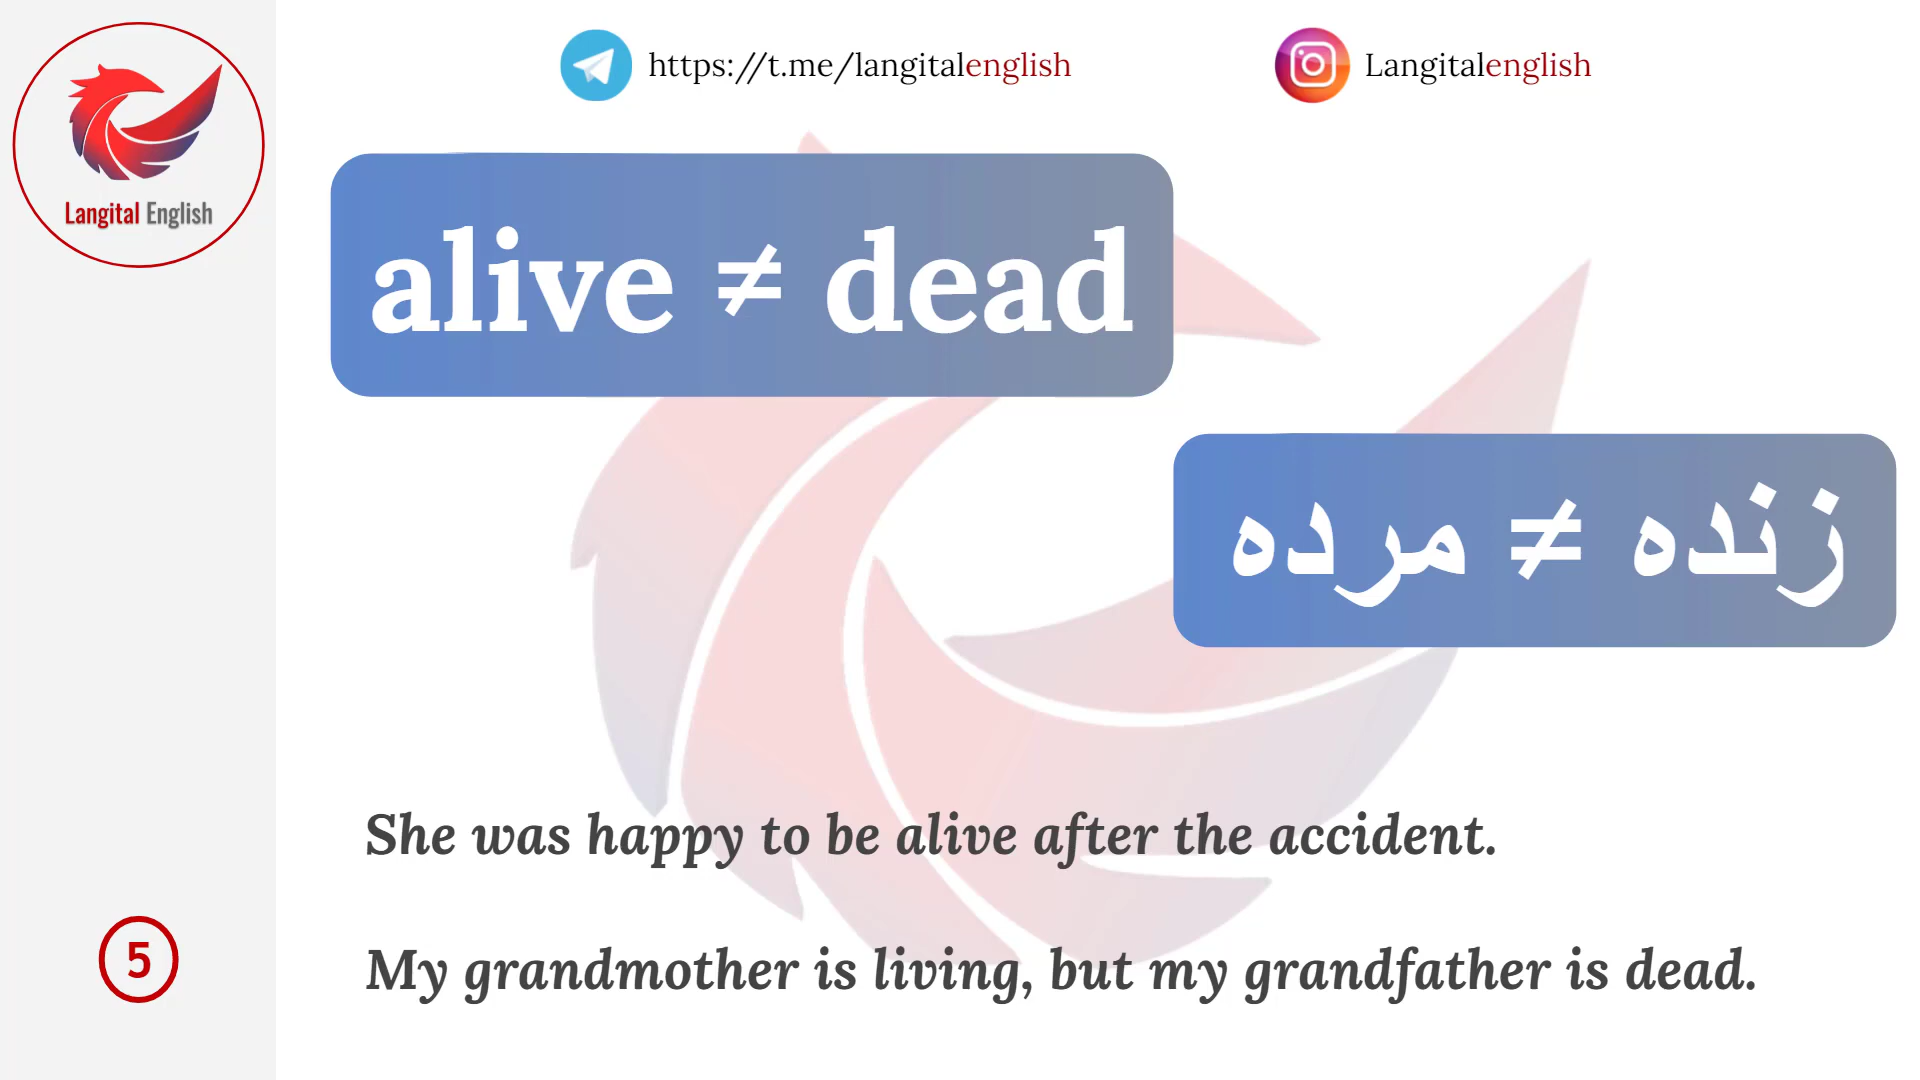 https://t.me/langitalenglish
Langitalenglish
Langital English
alive ≠ dead
زنده ≠ مرده
She was happy to be alive after the accident.
My grandmother is living, but my grandfather is dead.
5